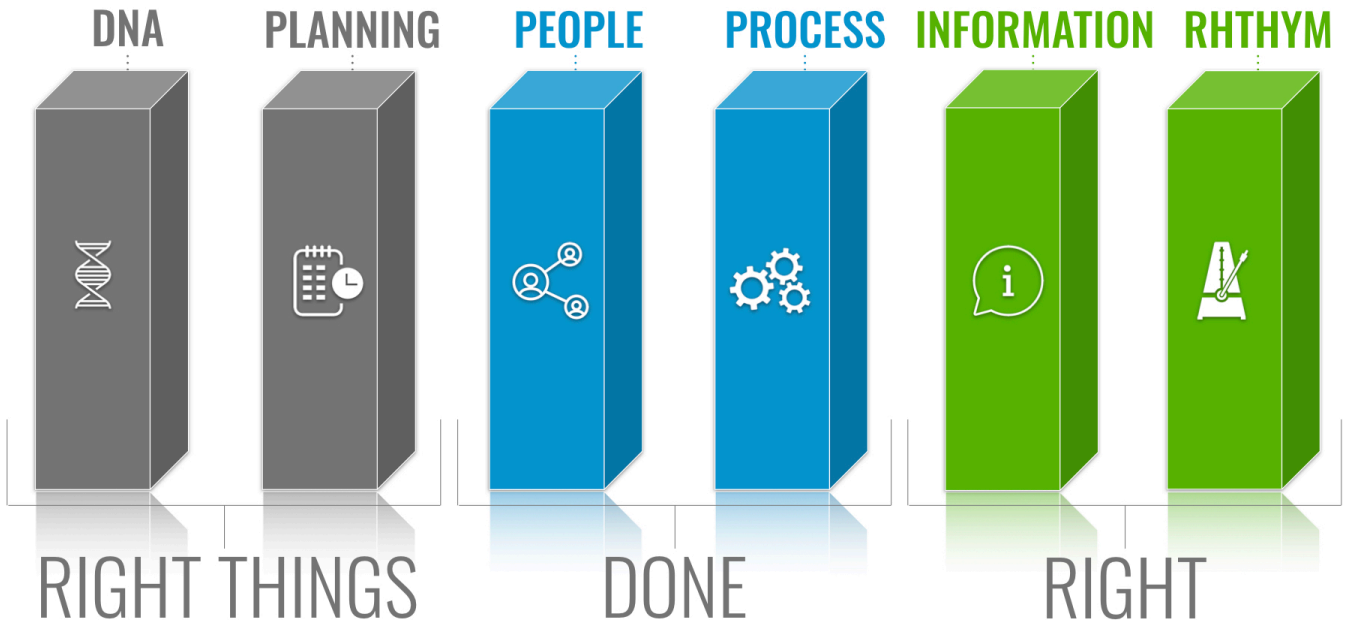 DNA PLANNING PEOPLE PROCESS INFORMATION RHTHYM
i
RIGHT THINGS DONE RIGHT